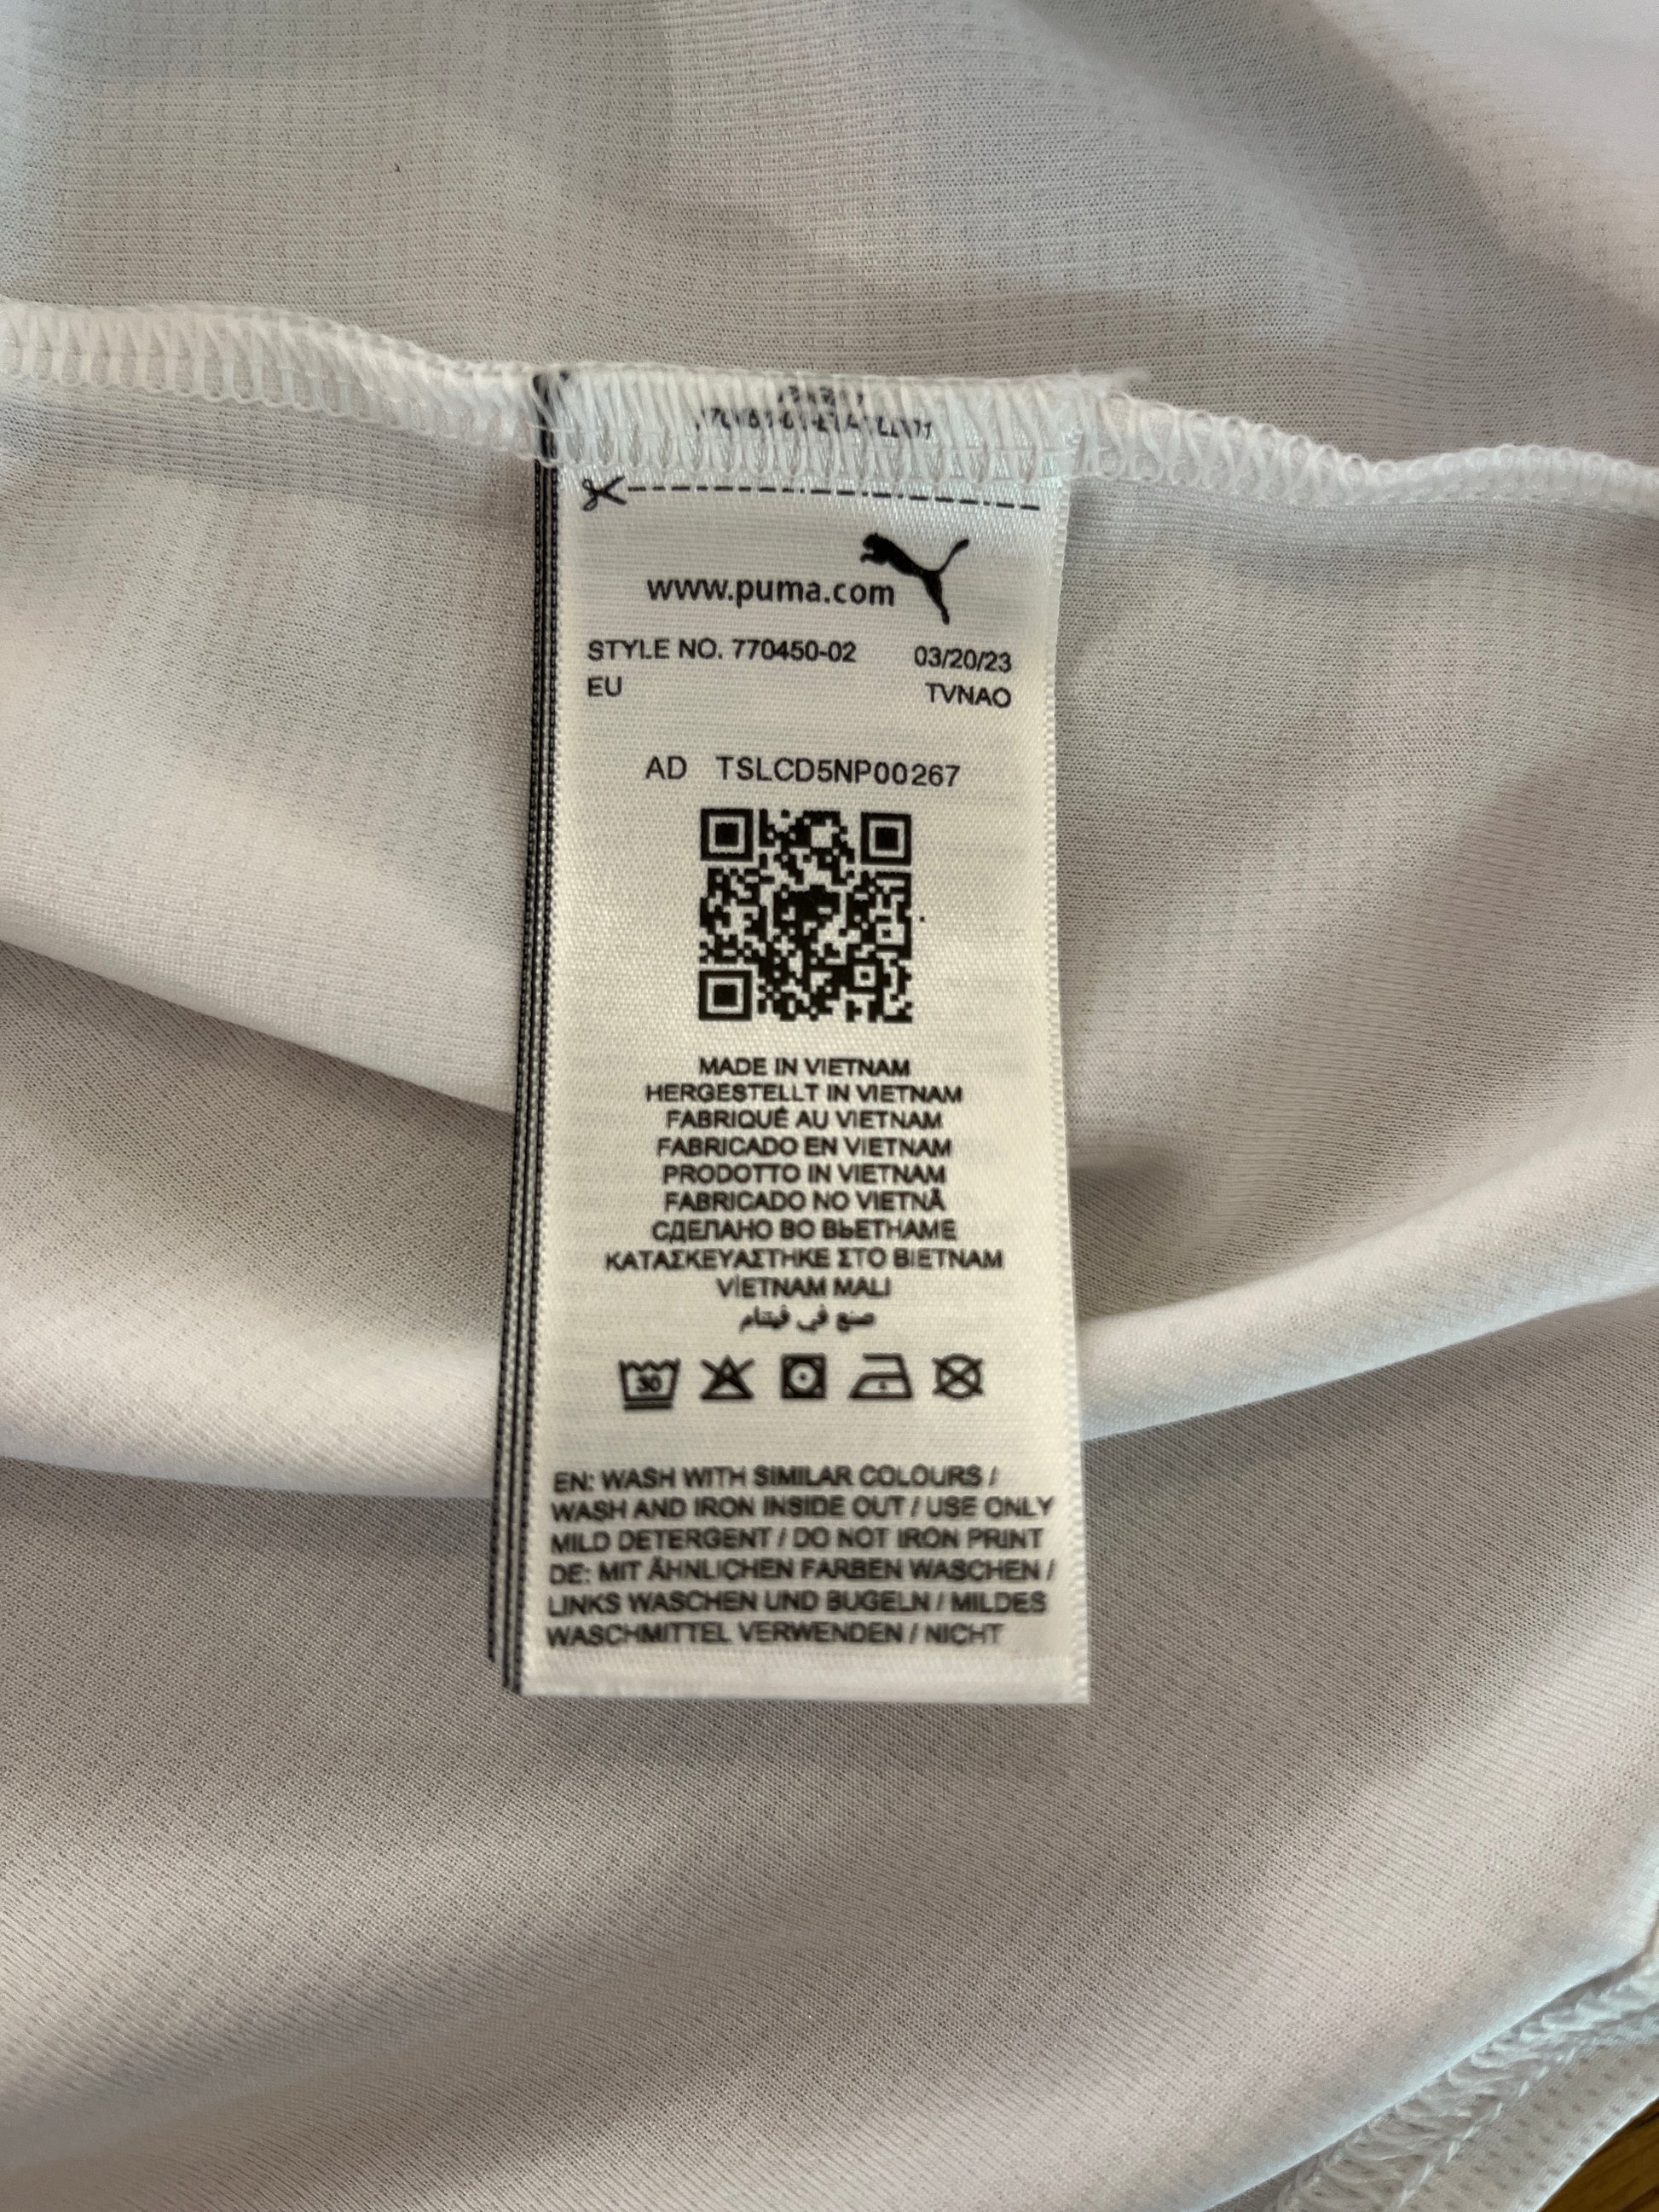 www.puma.com
STYLE NO. 770450-02 03/20/23
EU TVNAO
AD TSLCD5NP00267
MADE IN VIETNAM
HERGESTELLT IN VIETNAM
FABRIQUÉ AU VIETNAM
FABRICADO EN VIETNAM
PRODOTTO IN VIETNAM
FABRICADO NO VIETNÃ
СДЕЛАНО ВО ВЬЕТНАМЕ
ΚΑΤΑΣΚΕΥΑΣΤΗΚΕ ΣΤΟ ΒΙΕΤΝΑΜ
VİETNAM MALI
صنع في فيتنام
30
EN: WASH WITH SIMILAR COLOURS /
WASH AND IRON INSIDE OUT / USE ONLY
MILD DETERGENT / DO NOT IRON PRINT
DE: MIT ÄHNLICHEN FARBEN WASCHEN /
LINKS WASCHEN UND BUGELN / MILDES
WASCHMITTEL VERWENDEN / NICHT